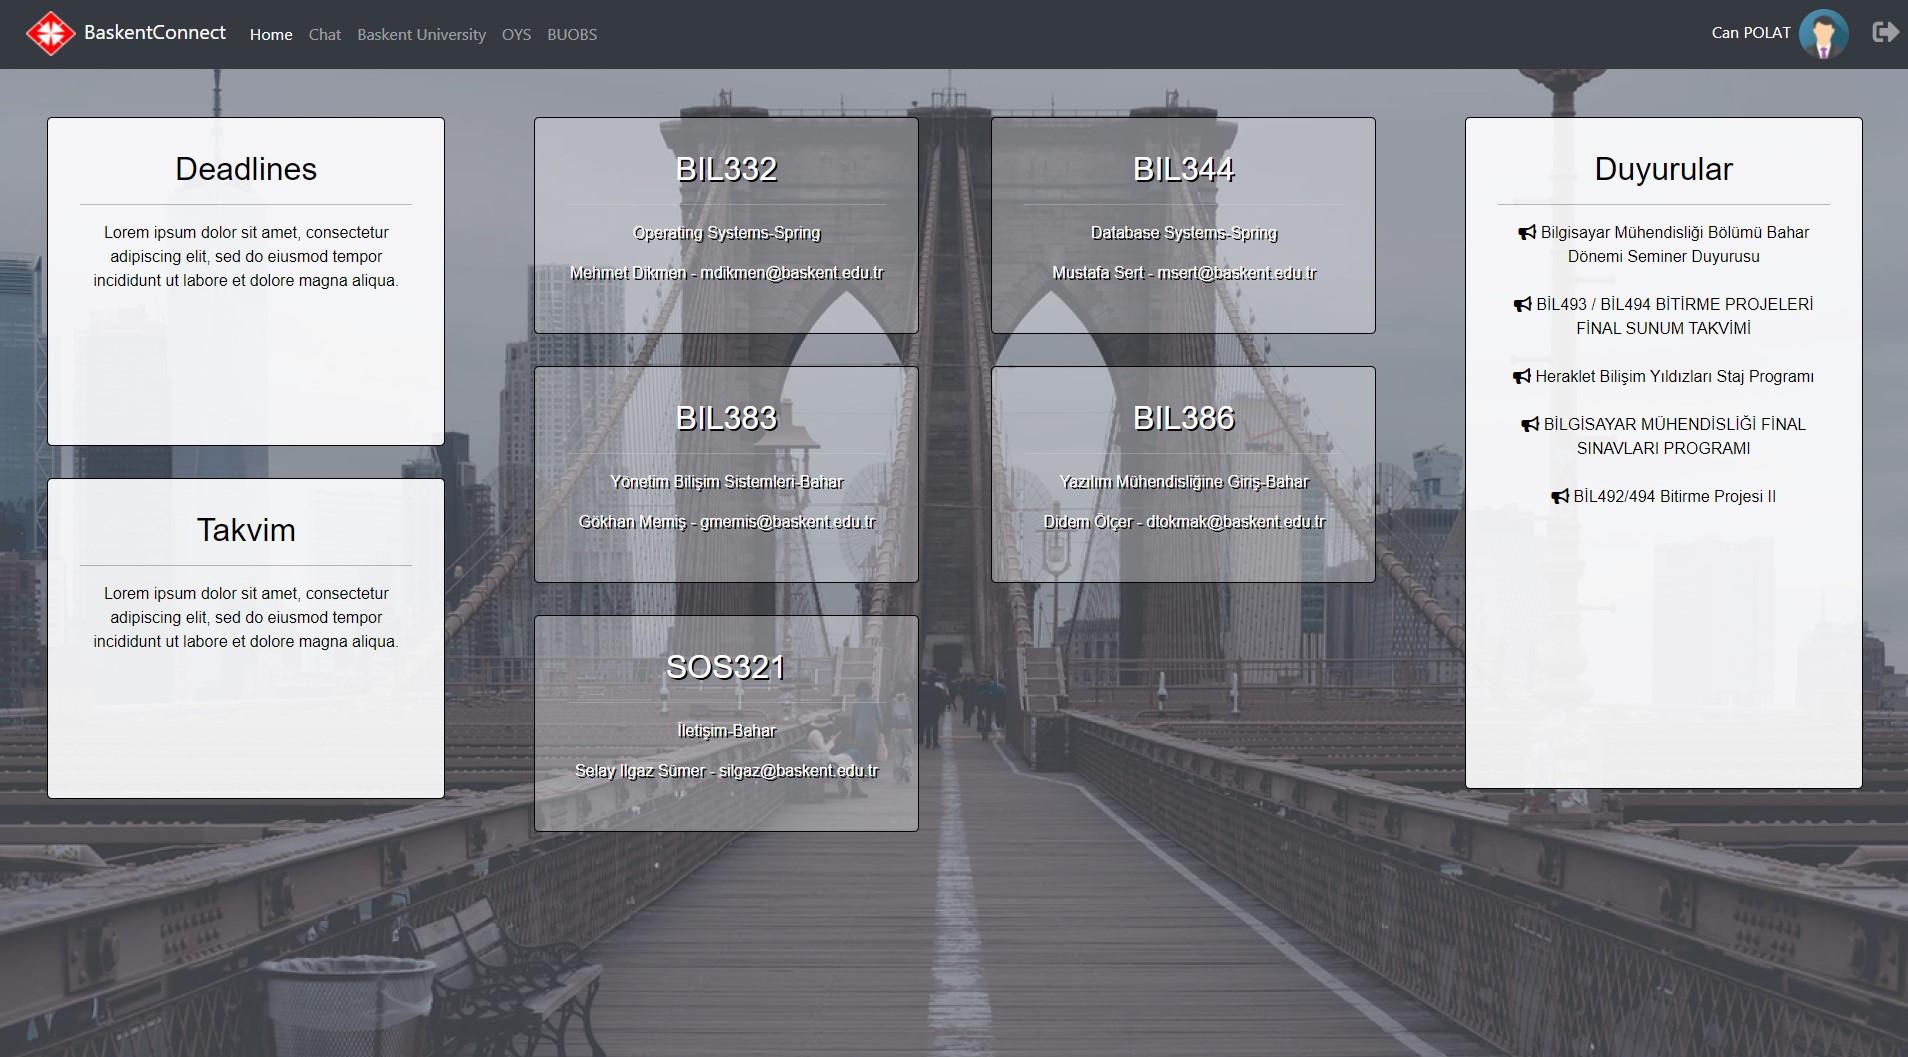 BaskentConnect
Home
Chat
Baskent University
OYS
BUOBS
Can POLAT
Deadlines
Lorem ipsum dolor sit amet, consectetur
adipiscing elit, sed do eiusmod tempor
incididunt ut labore et dolore magna aliqua.
Takvim
Lorem ipsum dolor sit amet, consectetur
adipiscing elit, sed do eiusmod tempor
incididunt ut labore et dolore magna aliqua.
BIL332
Operating Systems-Spring
Mehmet Dikmen - mdikmen@baskent.edu.tr
BIL344
Database Systems-Spring
Mustafa Sert - msert@baskent.edu.tr
BIL383
Yönetim Bilişim Sistemleri-Bahar
Gökhan Memiş - gmemis@baskent.edu.tr
BIL386
Yazılım Mühendisliğine Giriş-Bahar
Didem Ölçer - dtokmak@baskent.edu.tr
SOS321
İletişim-Bahar
Selay Ilgaz Sümer - silgaz@baskent.edu.tr
Duyurular
Bilgisayar Mühendisliği Bölümü Bahar
Dönemi Seminer Duyurusu
BİL493 / BİL494 BİTİRME PROJELERİ
FİNAL SUNUM TAKVİMİ
Heraklet Bilişim Yıldızları Staj Programı
BİLGİSAYAR MÜHENDİSLİĞİ FİNAL
SINAVLARI PROGRAMI
BİL492/494 Bitirme Projesi II